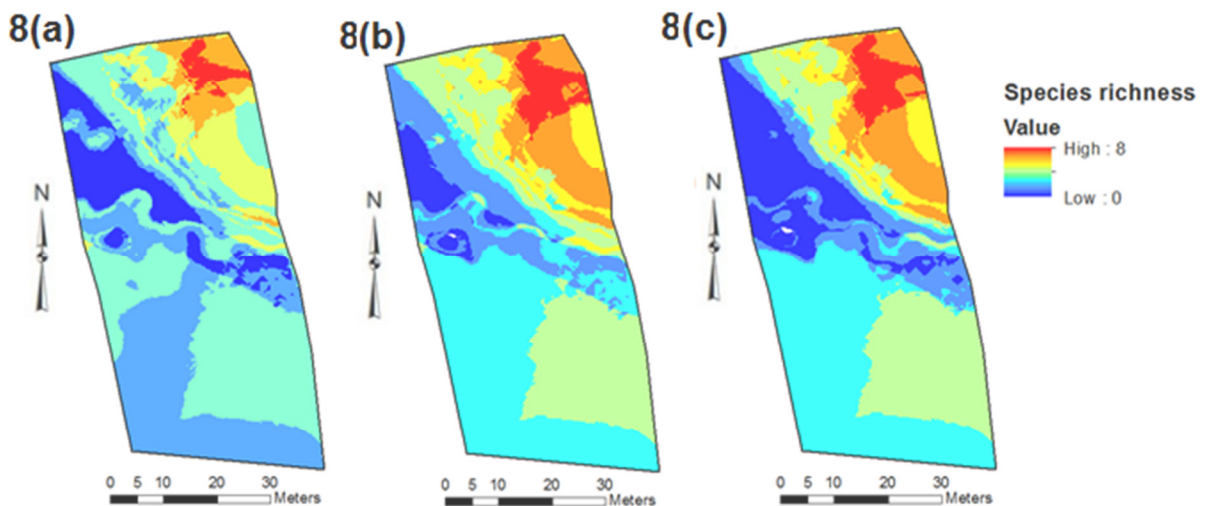 8(a)
8(b)
8(c)
Species richness
Value
High : 8
Low : 0
N
N
N
0 5 10 20 30
Meters
0 5 10 20 30
Meters
0 5 10 20 30
Meters